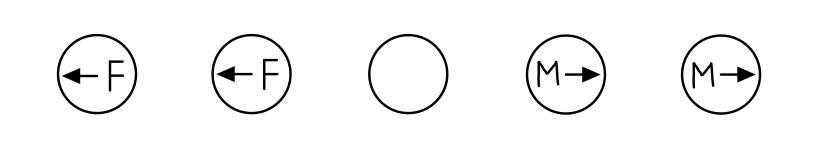 ← F ← F M → M →